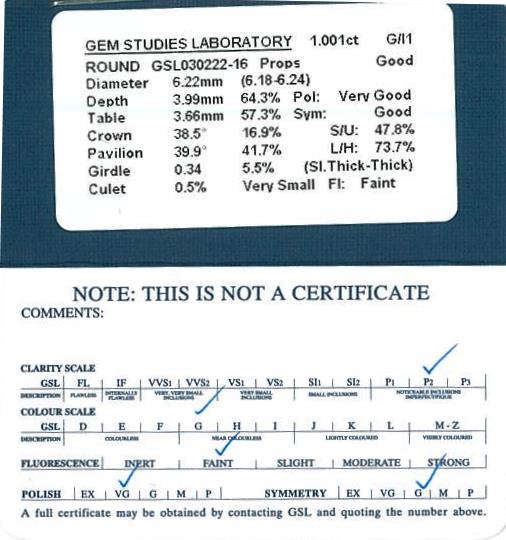 GEM STUDIES LABORATORY 1.001ct G/I1
ROUND GSL030222-16 Props Good
Diameter 6.22mm (6.18-6.24)
Depth 3.99mm 64.3% Pol: Very Good
Table 3.66mm 57.3% Sym: Good
Crown 38.5° 16.9% S/U: 47.8%
Pavilion 39.9° 41.7% L/H: 73.7%
Girdle 0.34 5.5% (Sl.Thick-Thick)
Culet 0.5% Very Small Fl: Faint
NOTE: THIS IS NOT A CERTIFICATE
COMMENTS:
CLARITY SCALE
GSL FL IF VVS1 VVS2 VS1 VS2 SI1 SI2 P1 P2 P3
DESCRIPTION FLAWLESS INTERNALLY FLAWLESS VERY, VERY SMALL INCLUSIONS VERY SMALL INCLUSIONS SMALL INCLUSIONS NOTICEABLE INCLUSIONS IMPERFECT/PIQUE
COLOUR SCALE
GSL D E F G H I J K L M - Z
DESCRIPTION COLOURLESS NEAR COLOURLESS LIGHTLY COLOURED VISIBLY COLOURED
FLUORESCENCE INERT FAINT SLIGHT MODERATE STRONG
POLISH EX VG G M P SYMMETRY EX VG G M P
A full certificate may be obtained by contacting GSL and quoting the number above.